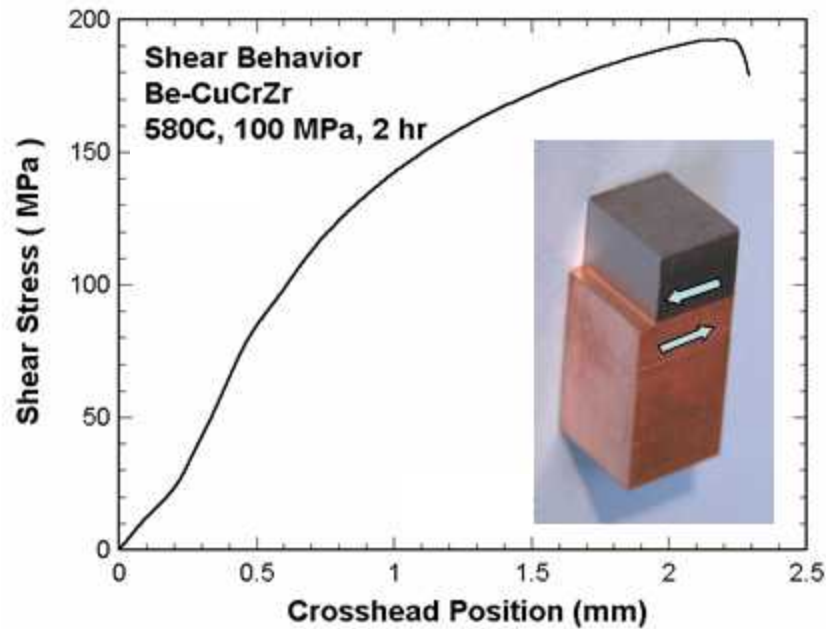 200
150
100
50
0
Shear Stress ( MPa )
Shear Behavior
Be-CuCrZr
580C, 100 MPa, 2 hr
0 0.5 1 1.5 2 2.5
Crosshead Position (mm)